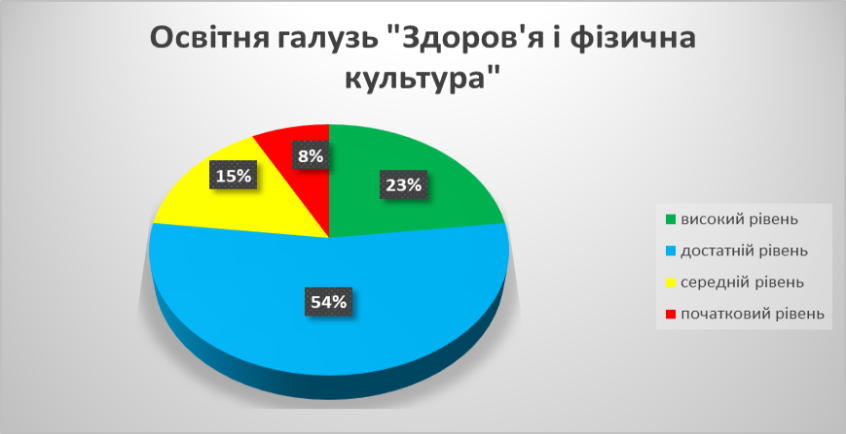 Освітня галузь "Здоров'я і фізична
культура"
8%
15%
23%
54%
високий рівень
достатній рівень
середній рівень
початковий рівень